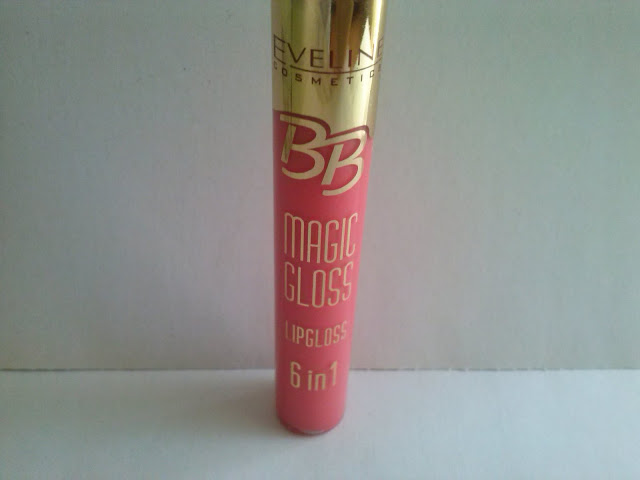 EVELINE
COSMETICS
BB
MAGIC
GLOSS
LIPGLOSS
6 in 1